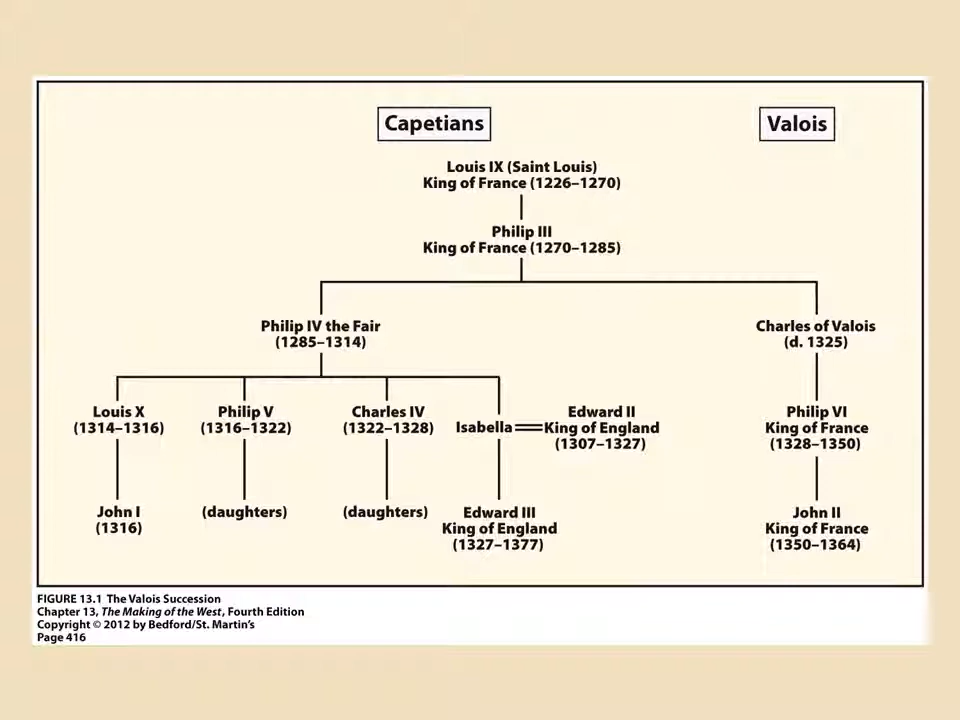 Capetians
Valois
Louis IX (Saint Louis)
King of France (1226–1270)
Philip III
King of France (1270–1285)
Philip IV the Fair
(1285–1314)
Charles of Valois
(d. 1325)
Louis X
(1314–1316)
Philip V
(1316–1322)
Charles IV
(1322–1328)
Isabella
Edward II
King of England
(1307–1327)
Philip VI
King of France
(1328–1350)
John I
(1316)
(daughters)
(daughters)
Edward III
King of England
(1327–1377)
John II
King of France
(1350–1364)
FIGURE 13.1 The Valois Succession
Chapter 13, The Making of the West, Fourth Edition
Copyright © 2012 by Bedford/St. Martin's
Page 416